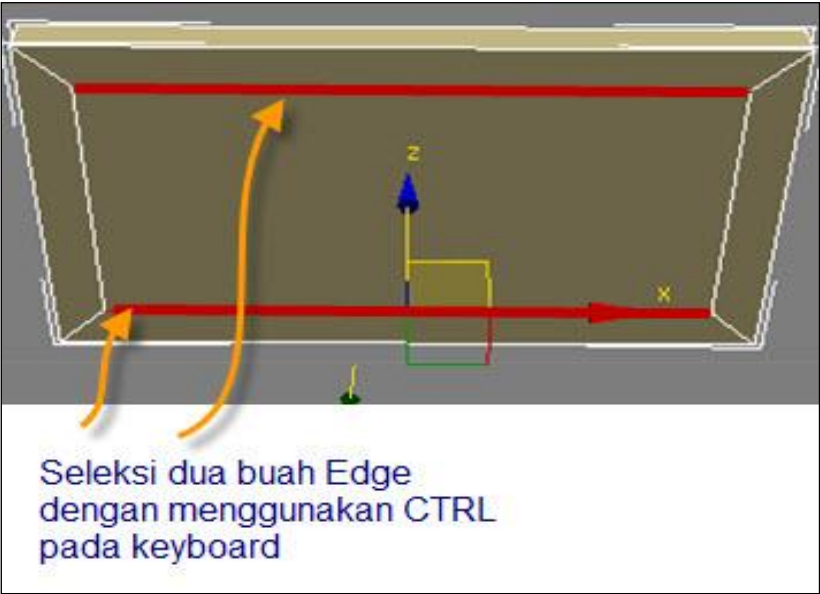 z
x
Seleksi dua buah Edge
dengan menggunakan CTRL
pada keyboard